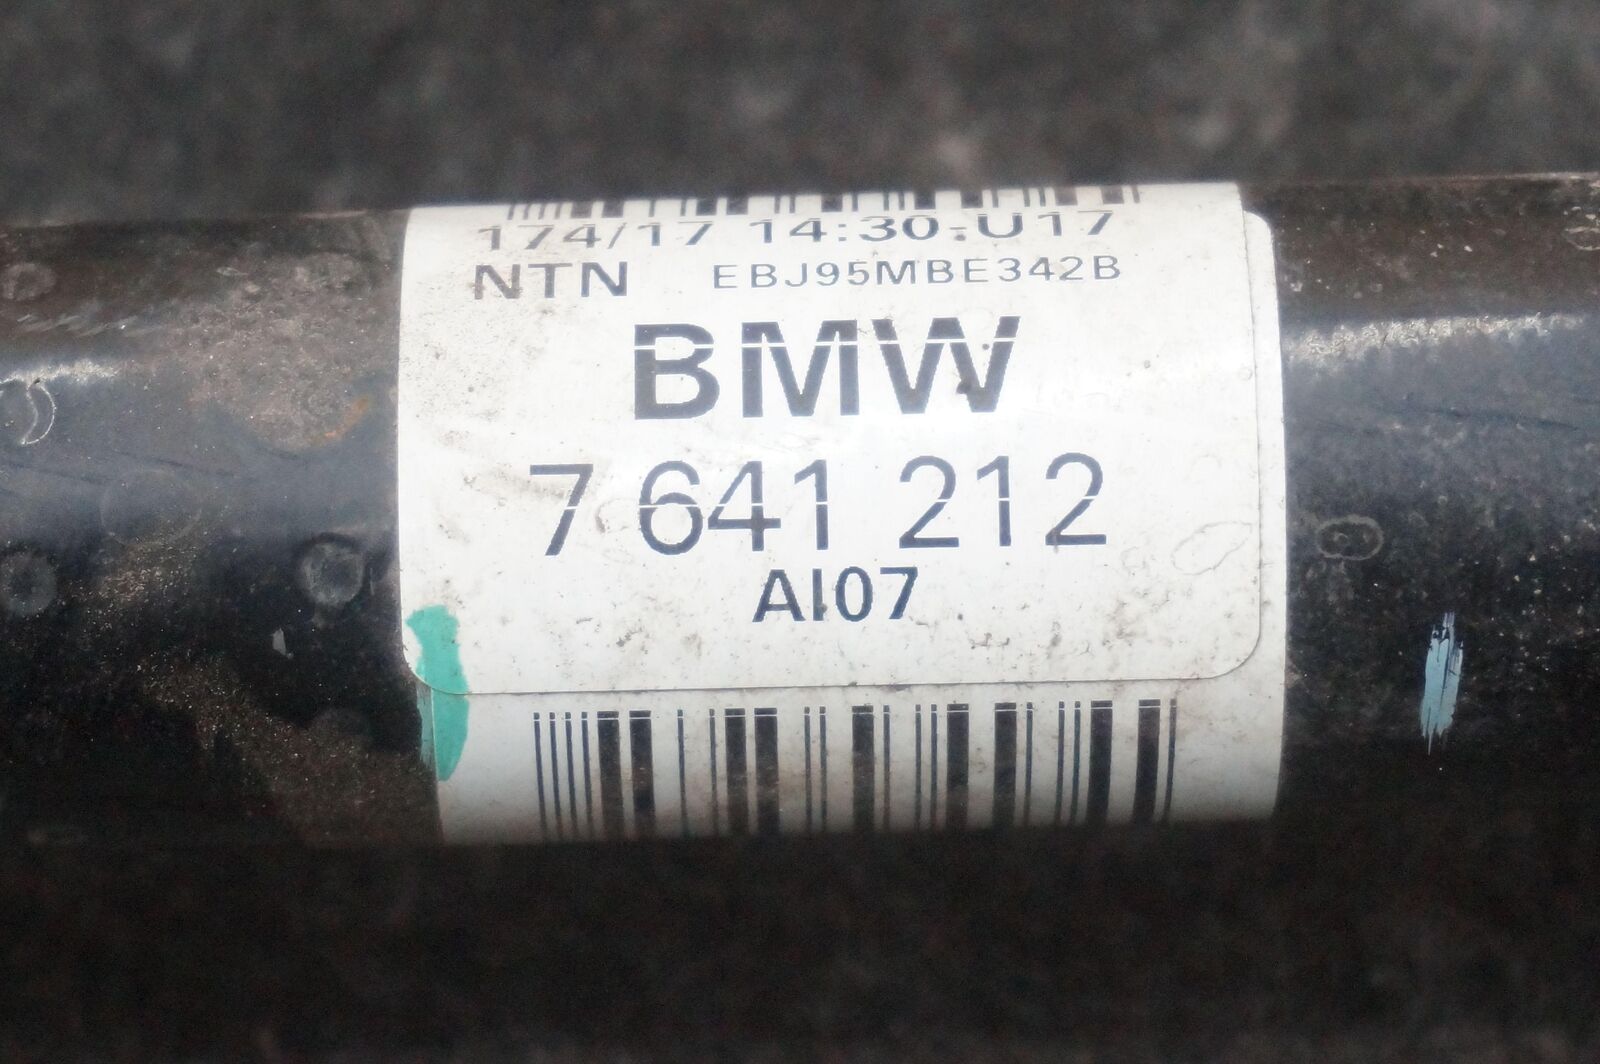 174/17 14:30-U17
NTN EBJ95MBE342B
BMW
7 641 212
AI07